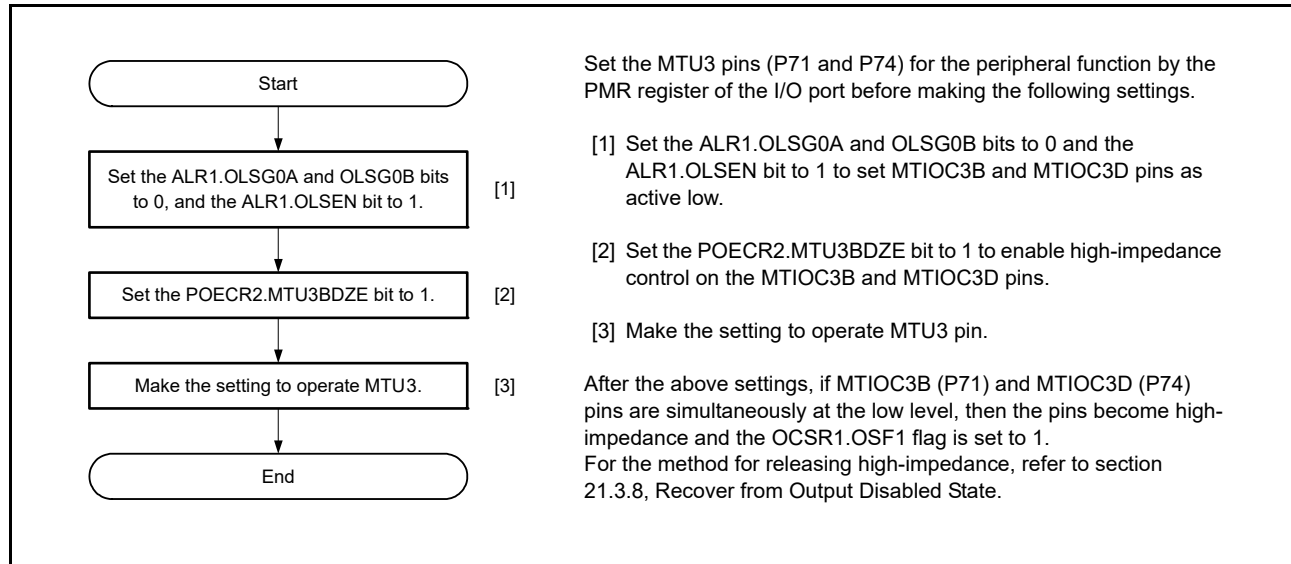 Start
Set the ALR1.OLSG0A and OLSG0B bits
to 0, and the ALR1.OLSEN bit to 1.
[1]
Set the POECR2.MTU3BDZE bit to 1.
[2]
Make the setting to operate MTU3.
[3]
End
Set the MTU3 pins (P71 and P74) for the peripheral function by the
PMR register of the I/O port before making the following settings.
[1] Set the ALR1.OLSG0A and OLSG0B bits to 0 and the
ALR1.OLSEN bit to 1 to set MTIOC3B and MTIOC3D pins as
active low.
[2] Set the POECR2.MTU3BDZE bit to 1 to enable high-impedance
control on the MTIOC3B and MTIOC3D pins.
[3] Make the setting to operate MTU3 pin.
After the above settings, if MTIOC3B (P71) and MTIOC3D (P74)
pins are simultaneously at the low level, then the pins become high-
impedance and the OCSR1.OSF1 flag is set to 1.
For the method for releasing high-impedance, refer to section
21.3.8, Recover from Output Disabled State.